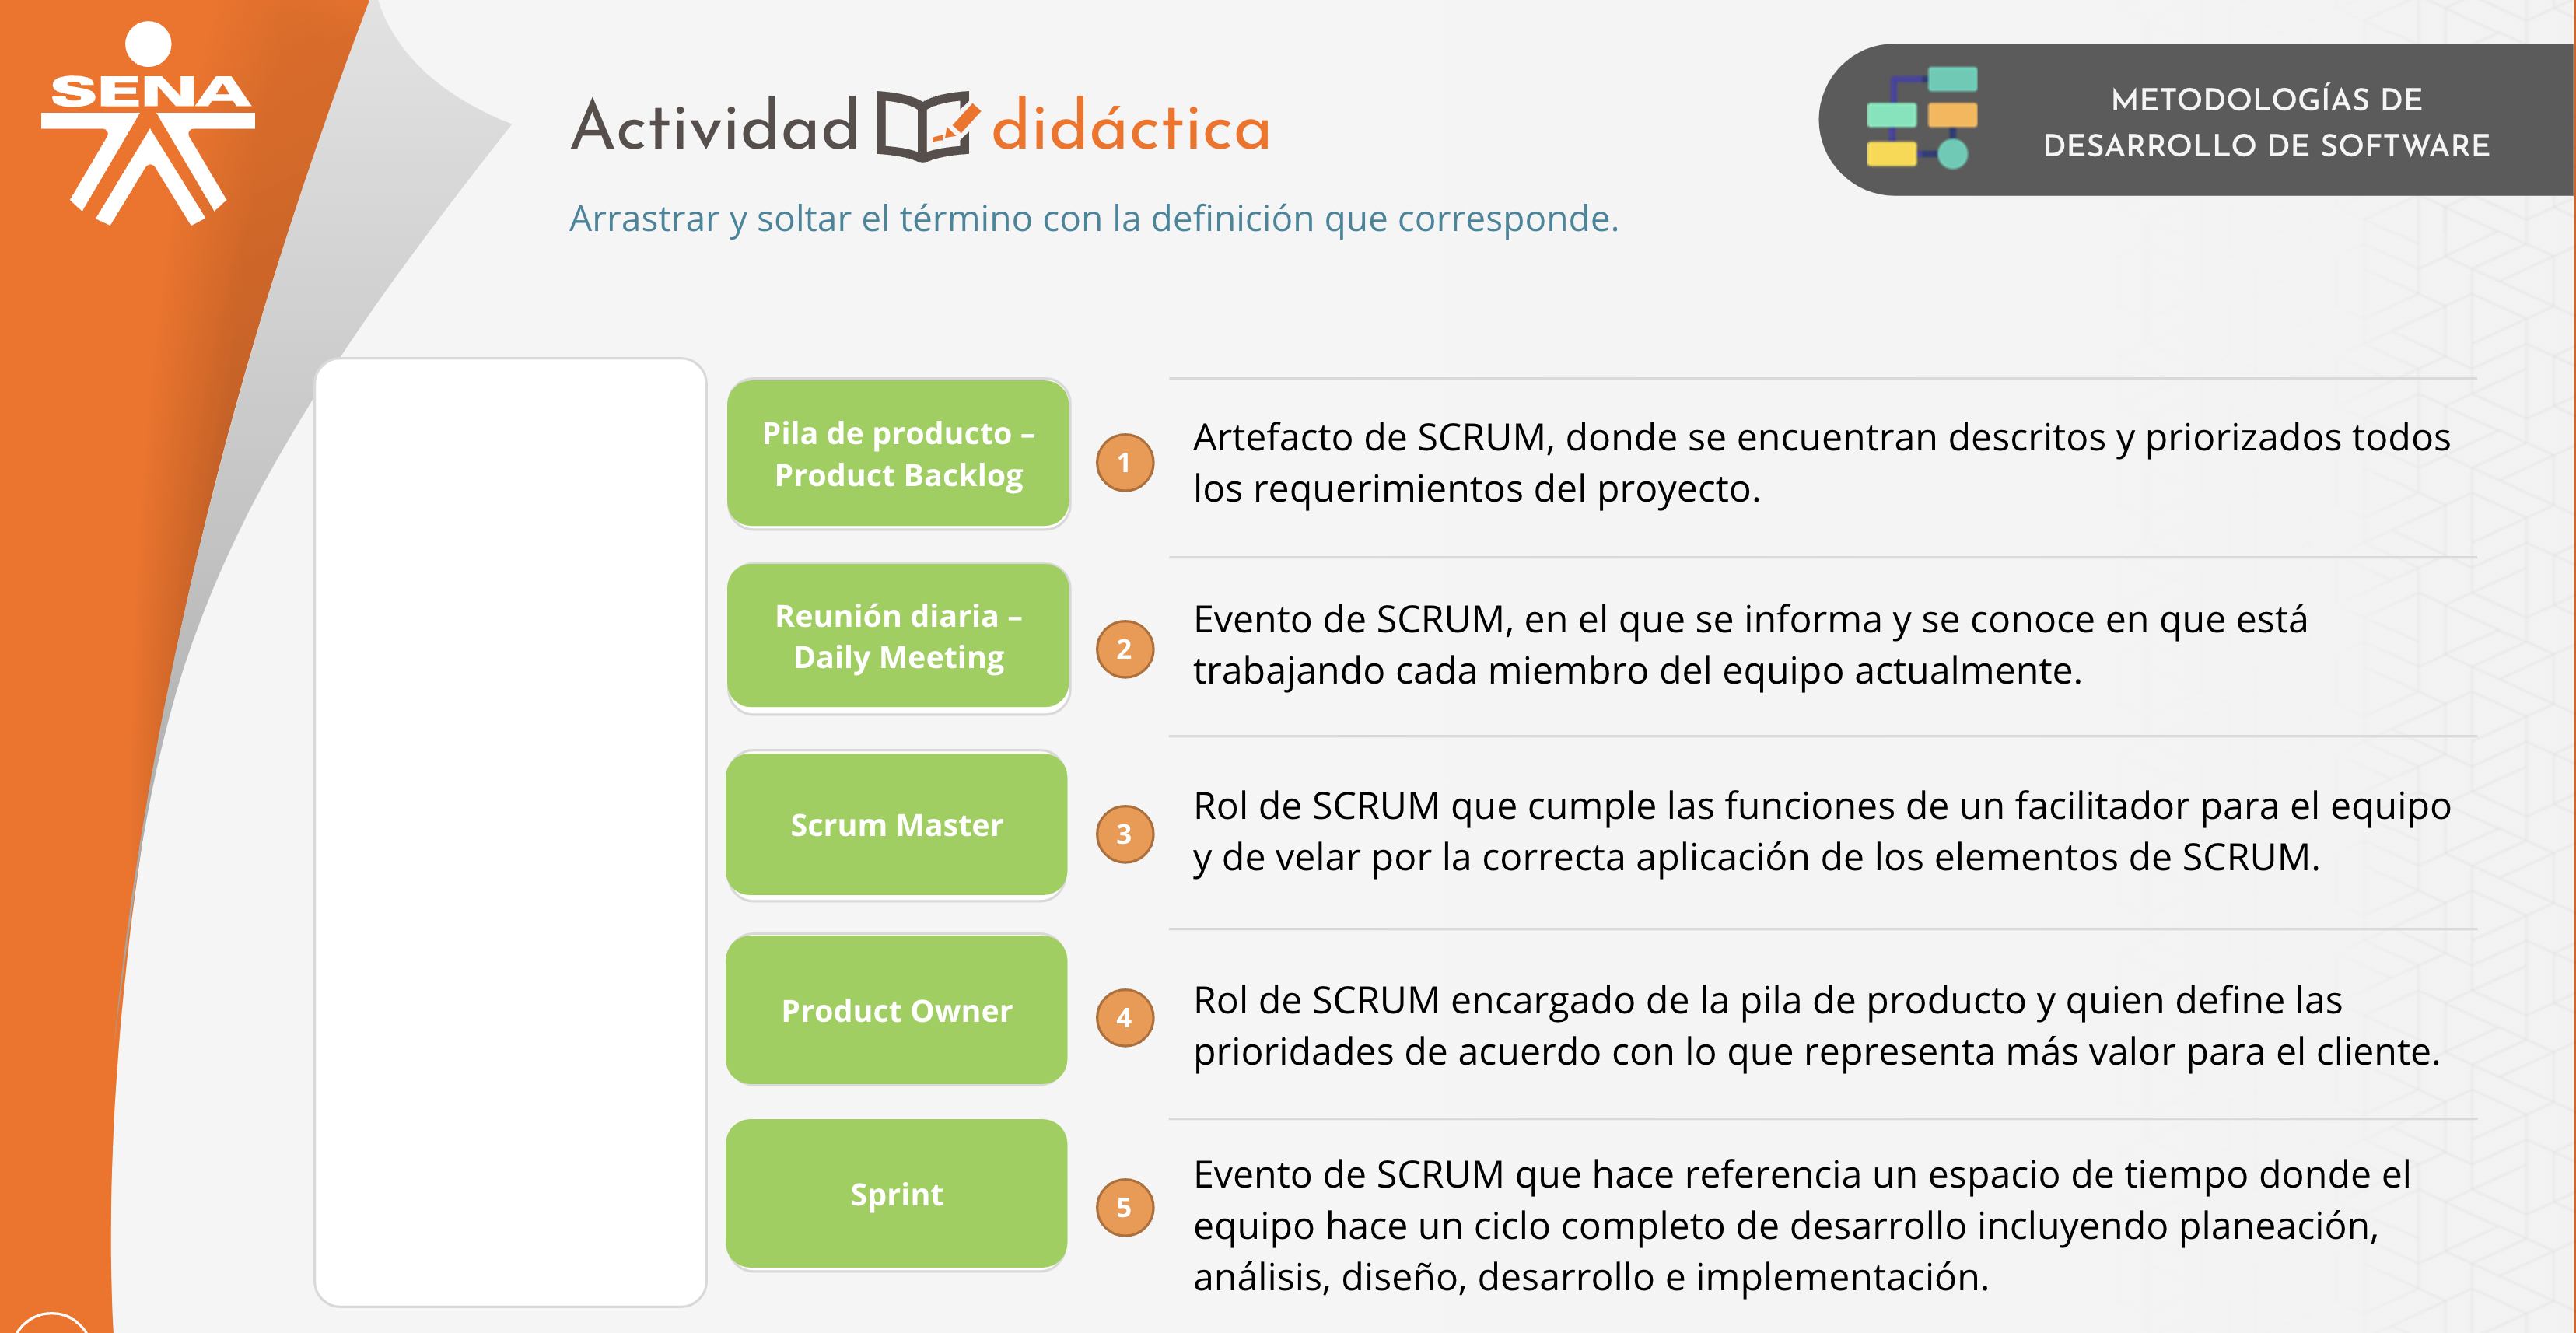 SENA
Actividad didáctica
METODOLOGÍAS DE
DESARROLLO DE SOFTWARE
Arrastrar y soltar el término con la definición que corresponde.
Pila de producto –
Product Backlog
1
Artefacto de SCRUM, donde se encuentran descritos y priorizados todos
los requerimientos del proyecto.
Reunión diaria –
Daily Meeting
2
Evento de SCRUM, en el que se informa y se conoce en que está
trabajando cada miembro del equipo actualmente.
Scrum Master
3
Rol de SCRUM que cumple las funciones de un facilitador para el equipo
y de velar por la correcta aplicación de los elementos de SCRUM.
Product Owner
4
Rol de SCRUM encargado de la pila de producto y quien define las
prioridades de acuerdo con lo que representa más valor para el cliente.
Sprint
5
Evento de SCRUM que hace referencia un espacio de tiempo donde el
equipo hace un ciclo completo de desarrollo incluyendo planeación,
análisis, diseño, desarrollo e implementación.